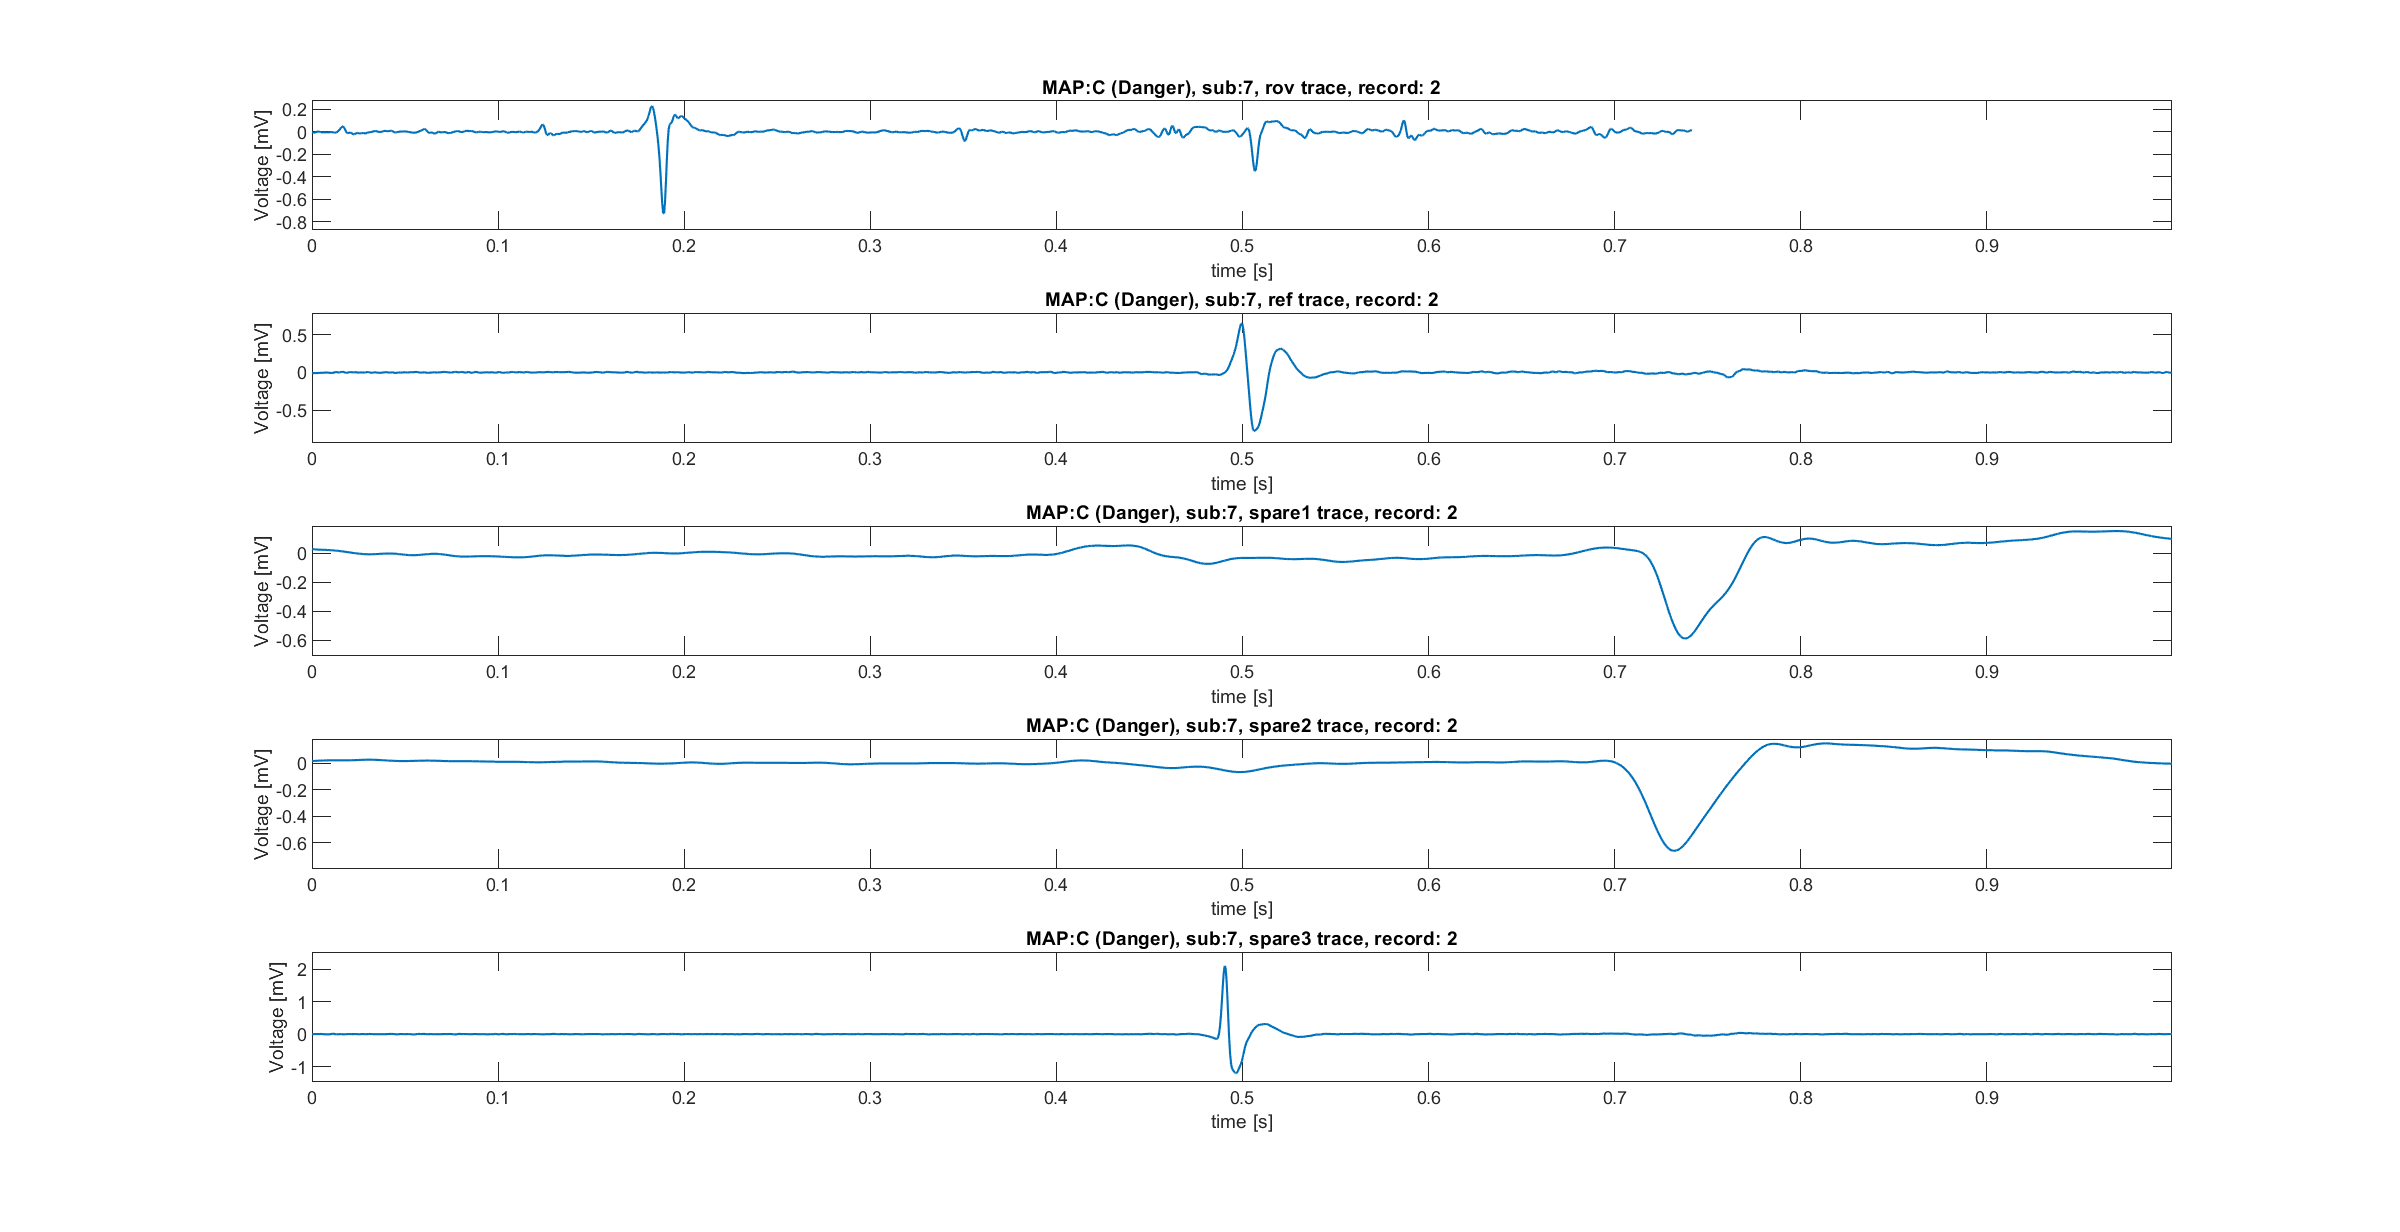 MAP:C (Danger), sub:7, rov trace, record: 2
Voltage [mV]
0.2
0
-0.2
-0.4
-0.6
-0.8
0 0.1 0.2 0.3 0.4 0.5 0.6 0.7 0.8 0.9
time [s]
MAP:C (Danger), sub:7, ref trace, record: 2
Voltage [mV]
0.5
0
-0.5
0 0.1 0.2 0.3 0.4 0.5 0.6 0.7 0.8 0.9
time [s]
MAP:C (Danger), sub:7, spare1 trace, record: 2
Voltage [mV]
0
-0.2
-0.4
-0.6
0 0.1 0.2 0.3 0.4 0.5 0.6 0.7 0.8 0.9
time [s]
MAP:C (Danger), sub:7, spare2 trace, record: 2
Voltage [mV]
0
-0.2
-0.4
-0.6
0 0.1 0.2 0.3 0.4 0.5 0.6 0.7 0.8 0.9
time [s]
MAP:C (Danger), sub:7, spare3 trace, record: 2
Voltage [mV]
2
1
0
-1
0 0.1 0.2 0.3 0.4 0.5 0.6 0.7 0.8 0.9
time [s]